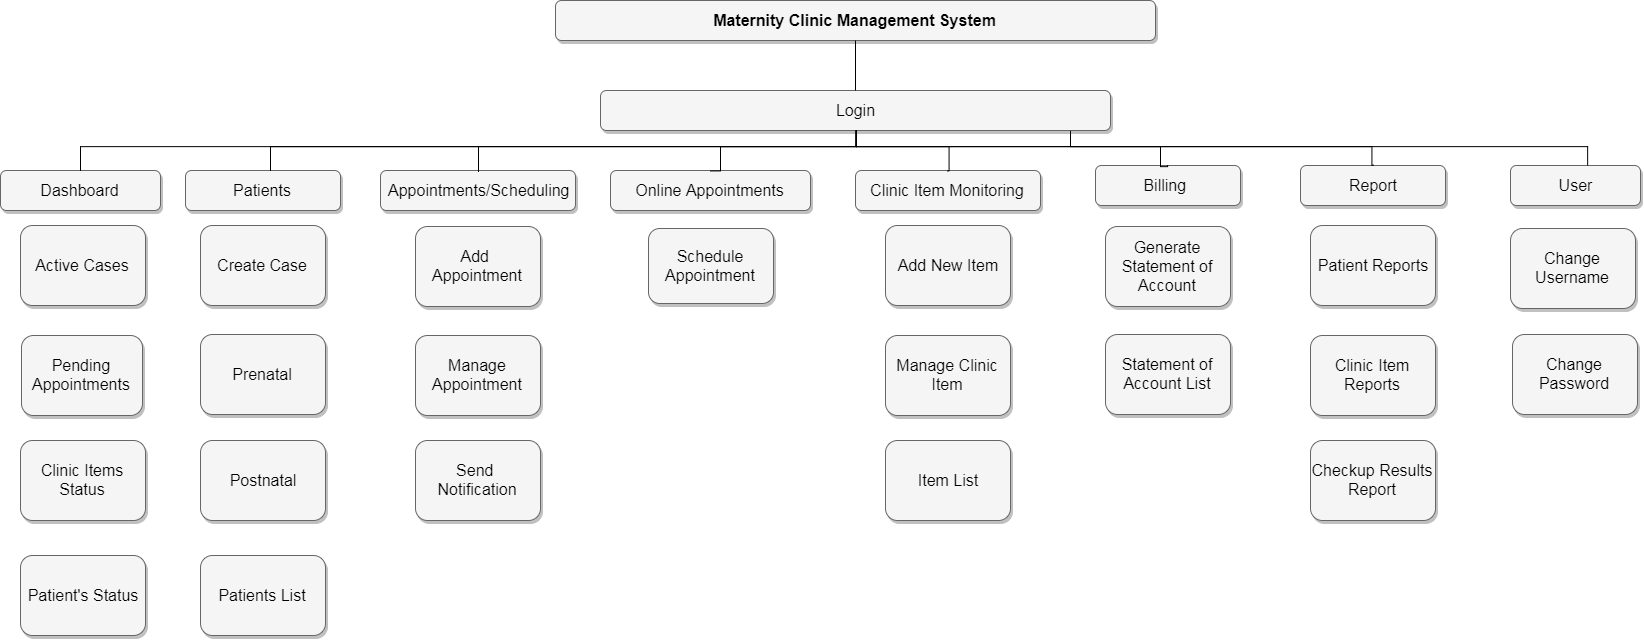 Maternity Clinic Management System
Login
Dashboard
Patients
Appointments/Scheduling
Online Appointments
Clinic Item Monitoring
Billing
Report
User
Active Cases
Create Case
Add
Appointment
Schedule
Appointment
Add New Item
Generate
Statement of
Account
Patient Reports
Change
Username
Pending
Appointments
Prenatal
Manage
Appointment
Manage Clinic
Item
Statement of
Account List
Clinic Item
Reports
Change
Password
Clinic Items
Status
Postnatal
Send
Notification
Item List
Checkup Results
Report
Patient's Status
Patients List